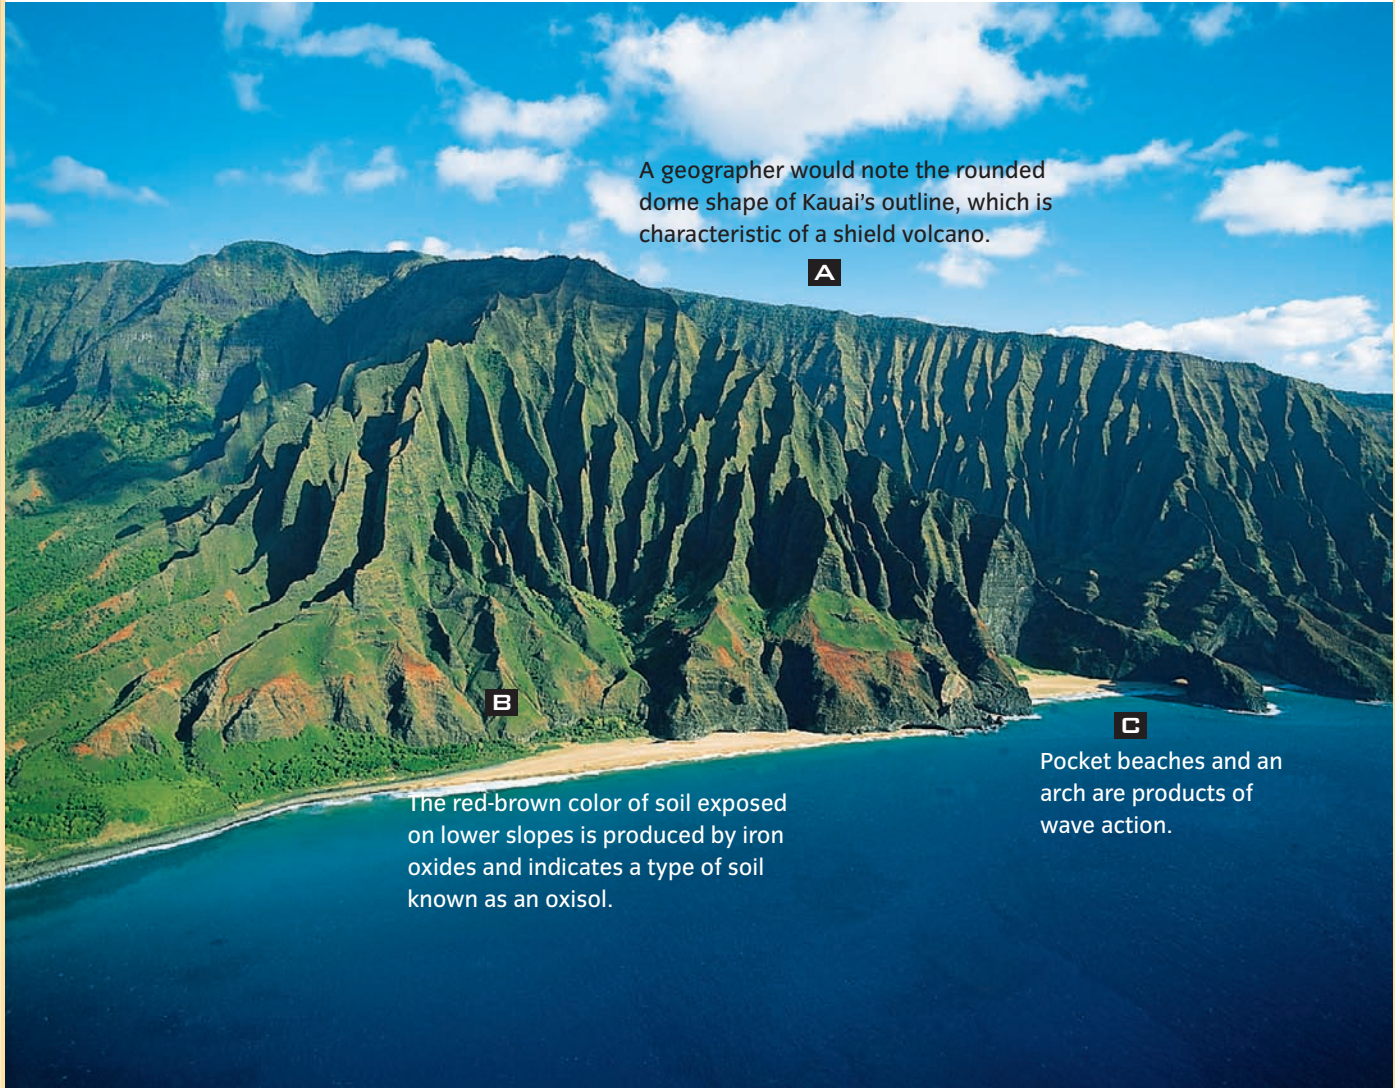 A geographer would note the rounded
dome shape of Kauai's outline, which is
characteristic of a shield volcano.
A
B
The red-brown color of soil exposed
on lower slopes is produced by iron
oxides and indicates a type of soil
known as an oxisol.
C
Pocket beaches and an
arch are products of
wave action.